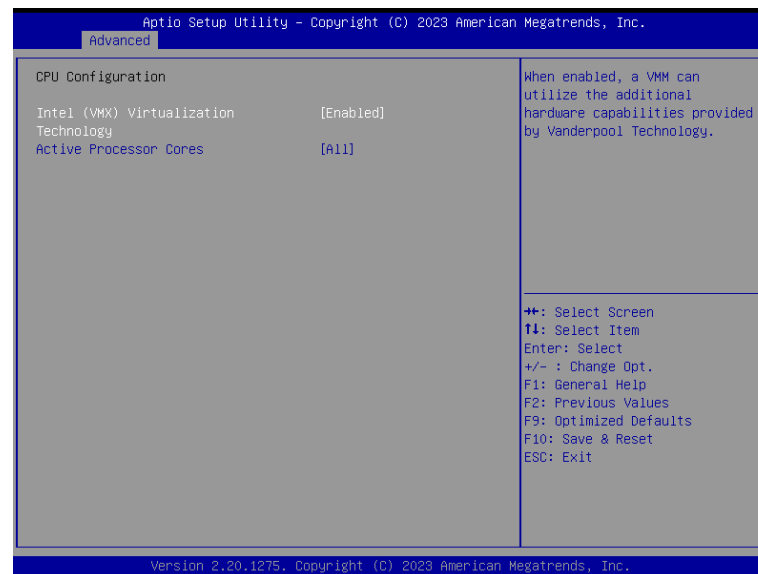 Aptio Setup Utility – Copyright (C) 2023 American Megatrends, Inc.
Advanced
CPU Configuration
Intel (VMX) Virtualization [Enabled]
Technology
Active Processor Cores [All]
When enabled, a VMM can
utilize the additional
hardware capabilities provided
by Vanderpool Technology.
→←: Select Screen
↑↓: Select Item
Enter: Select
+/- : Change Opt.
F1: General Help
F2: Previous Values
F9: Optimized Defaults
F10: Save & Reset
ESC: Exit
Version 2.20.1275. Copyright (C) 2023 American Megatrends, Inc.